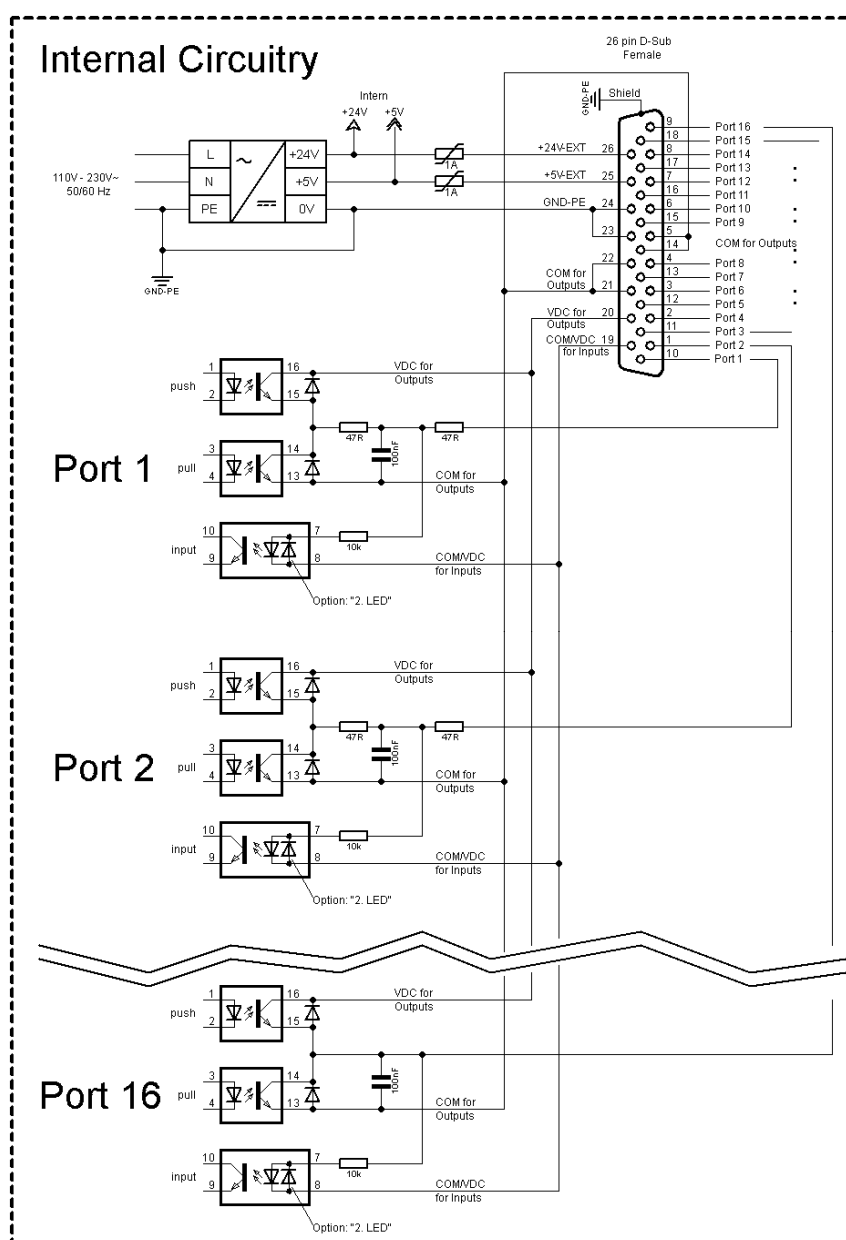 Internal Circuitry
26 pin D-Sub
Female
Intern
+24V
+5V
GND-PE
Shield
110V - 230V~
50/60 Hz
L
N
PE
~
+24V
+5V
0V
1A
1A
GND-PE
+24V-EXT
26
+5V-EXT
25
GND-PE
24
23
22
COM for
Outputs
21
VDC for
Outputs
20
COM/VDC
for Inputs
19
9
Port 16
18
Port 15
8
Port 14
17
Port 13
7
Port 12
16
Port 11
6
Port 10
15
Port 9
5
14
COM for Outputs
4
Port 8
13
Port 7
3
Port 6
12
Port 5
2
Port 4
11
Port 3
1
Port 2
10
Port 1
Port 1
push
1
2
16
15
VDC for
Outputs
47R
100nF
47R
pull
3
4
14
13
COM for
Outputs
input
10
9
7
8
10k
COM/VDC
for Inputs
Option: "2. LED"
Port 2
push
1
2
16
15
VDC for
Outputs
47R
100nF
47R
pull
3
4
14
13
COM for
Outputs
input
10
9
7
8
10k
COM/VDC
for Inputs
Option: "2. LED"
Port 16
push
1
2
16
15
VDC for
Outputs
100nF
pull
3
4
14
13
COM for
Outputs
input
10
9
7
8
10k
COM/VDC
for Inputs
Option: "2. LED"